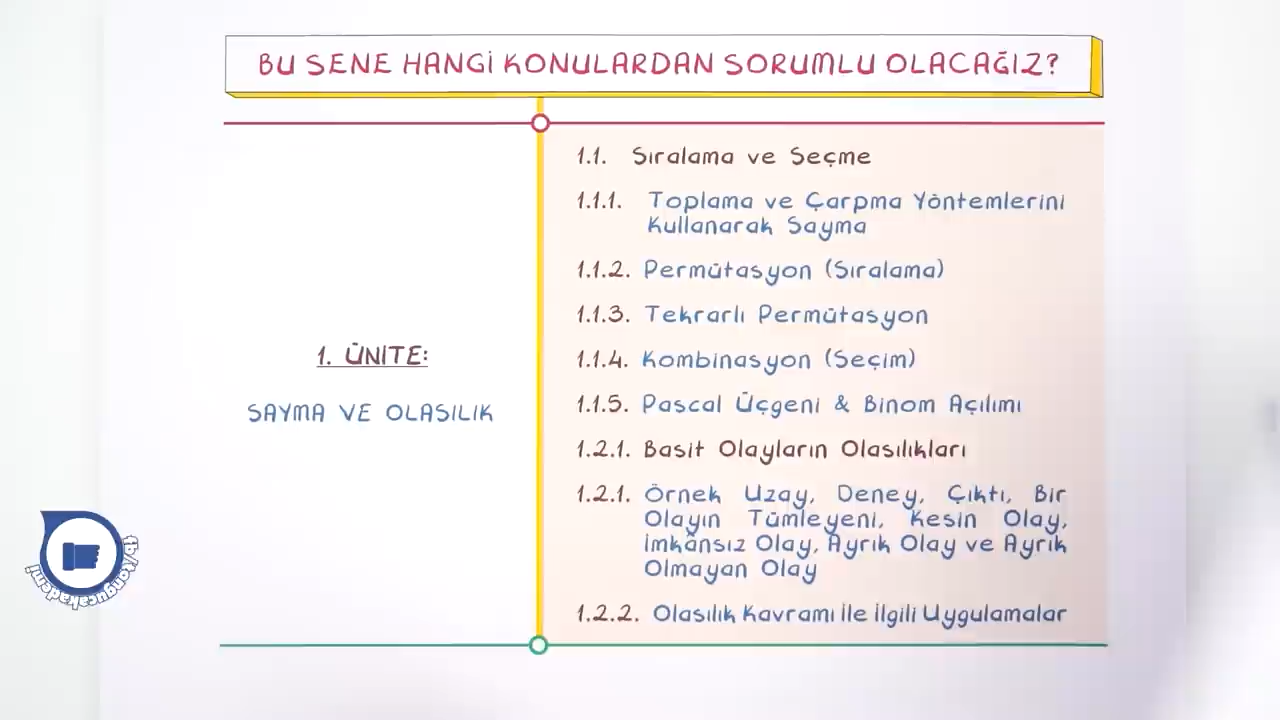 BU SENE HANGİ KONULARDAN SORUMLU OLACAĞIZ?
1. ÜNİTE:
SAYMA VE OLASILIK
1.1. Sıralama ve Seçme
1.1.1. Toplama ve Çarpma Yöntemlerini
Kullanarak Sayma
1.1.2. Permütasyon (Sıralama)
1.1.3. Tekrarlı Permütasyon
1.1.4. Kombinasyon (Seçim)
1.1.5. Pascal Üçgeni & Binom Açılımı
1.2.1. Basit Olayların Olasılıkları
1.2.1. Örnek Uzay, Deney, Çıktı, Bir
Olayın Tümleyeni, Kesin Olay,
İmkânsız Olay, Ayrık Olay ve Ayrık
Olmayan Olay
1.2.2. Olasılık Kavramı İle İlgili Uygulamalar
fb/tonguçakademi